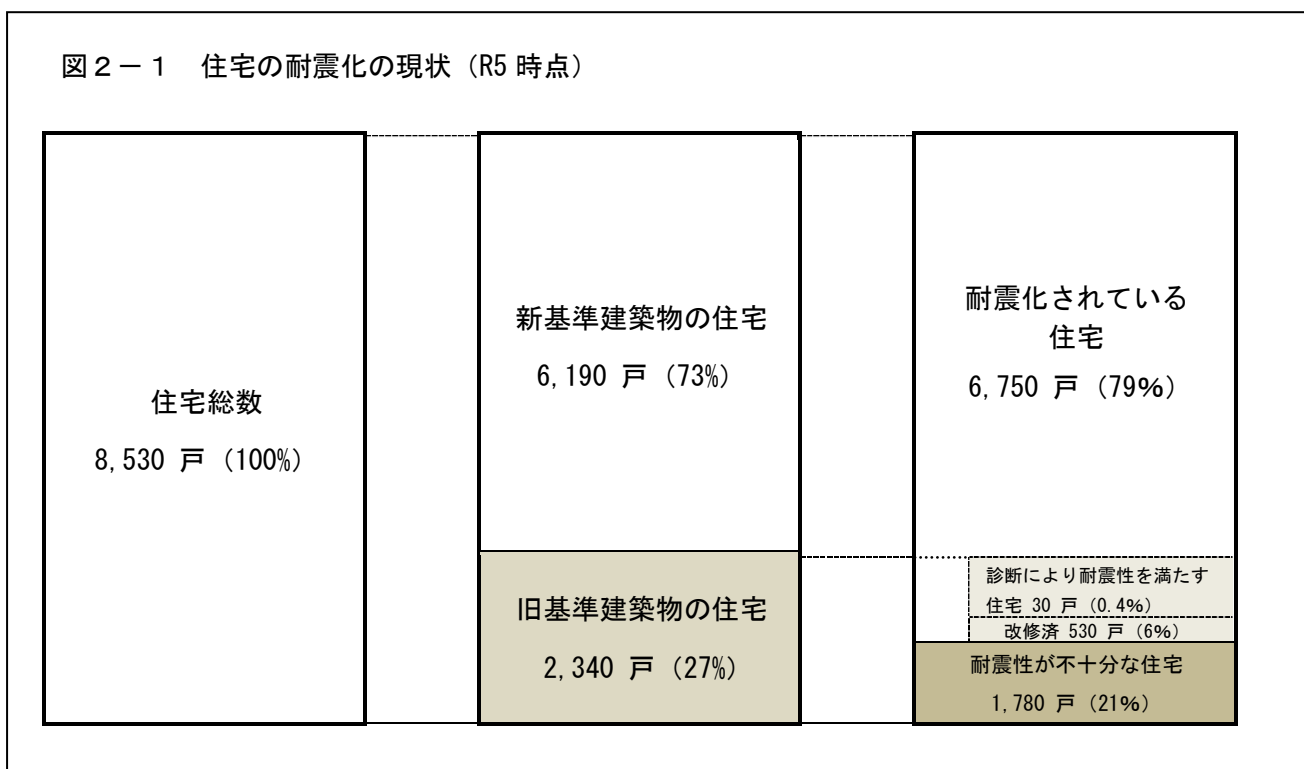 図2－1　住宅の耐震化の現状（R5 時点）
住宅総数
8,530 戸（100%）
新基準建築物の住宅
6,190 戸（73%）
旧基準建築物の住宅
2,340 戸（27%）
耐震化されている
住宅
6,750 戸（79%）
診断により耐震性を満たす
住宅 30 戸（0.4%）
改修済 530 戸（6%）
耐震性が不十分な住宅
1,780 戸（21%）